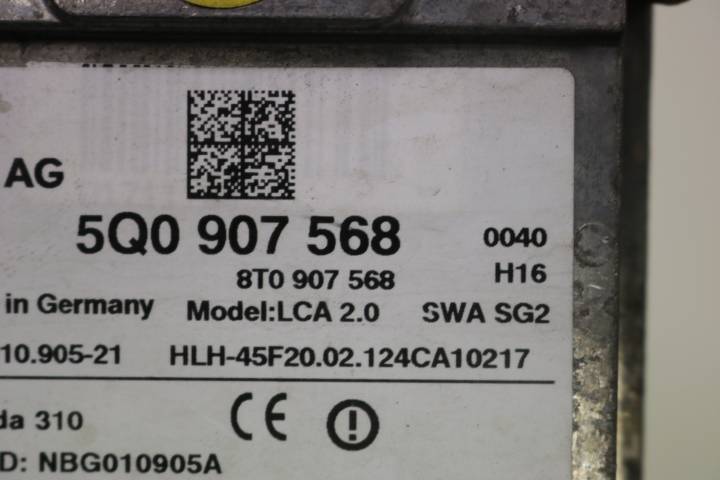 AG
5Q0 907 568 0040
8T0 907 568 H16
in Germany Model:LCA 2.0 SWA SG2
10.905-21 HLH-45F20.02.124CA10217
da 310 CE
D: NBG010905A